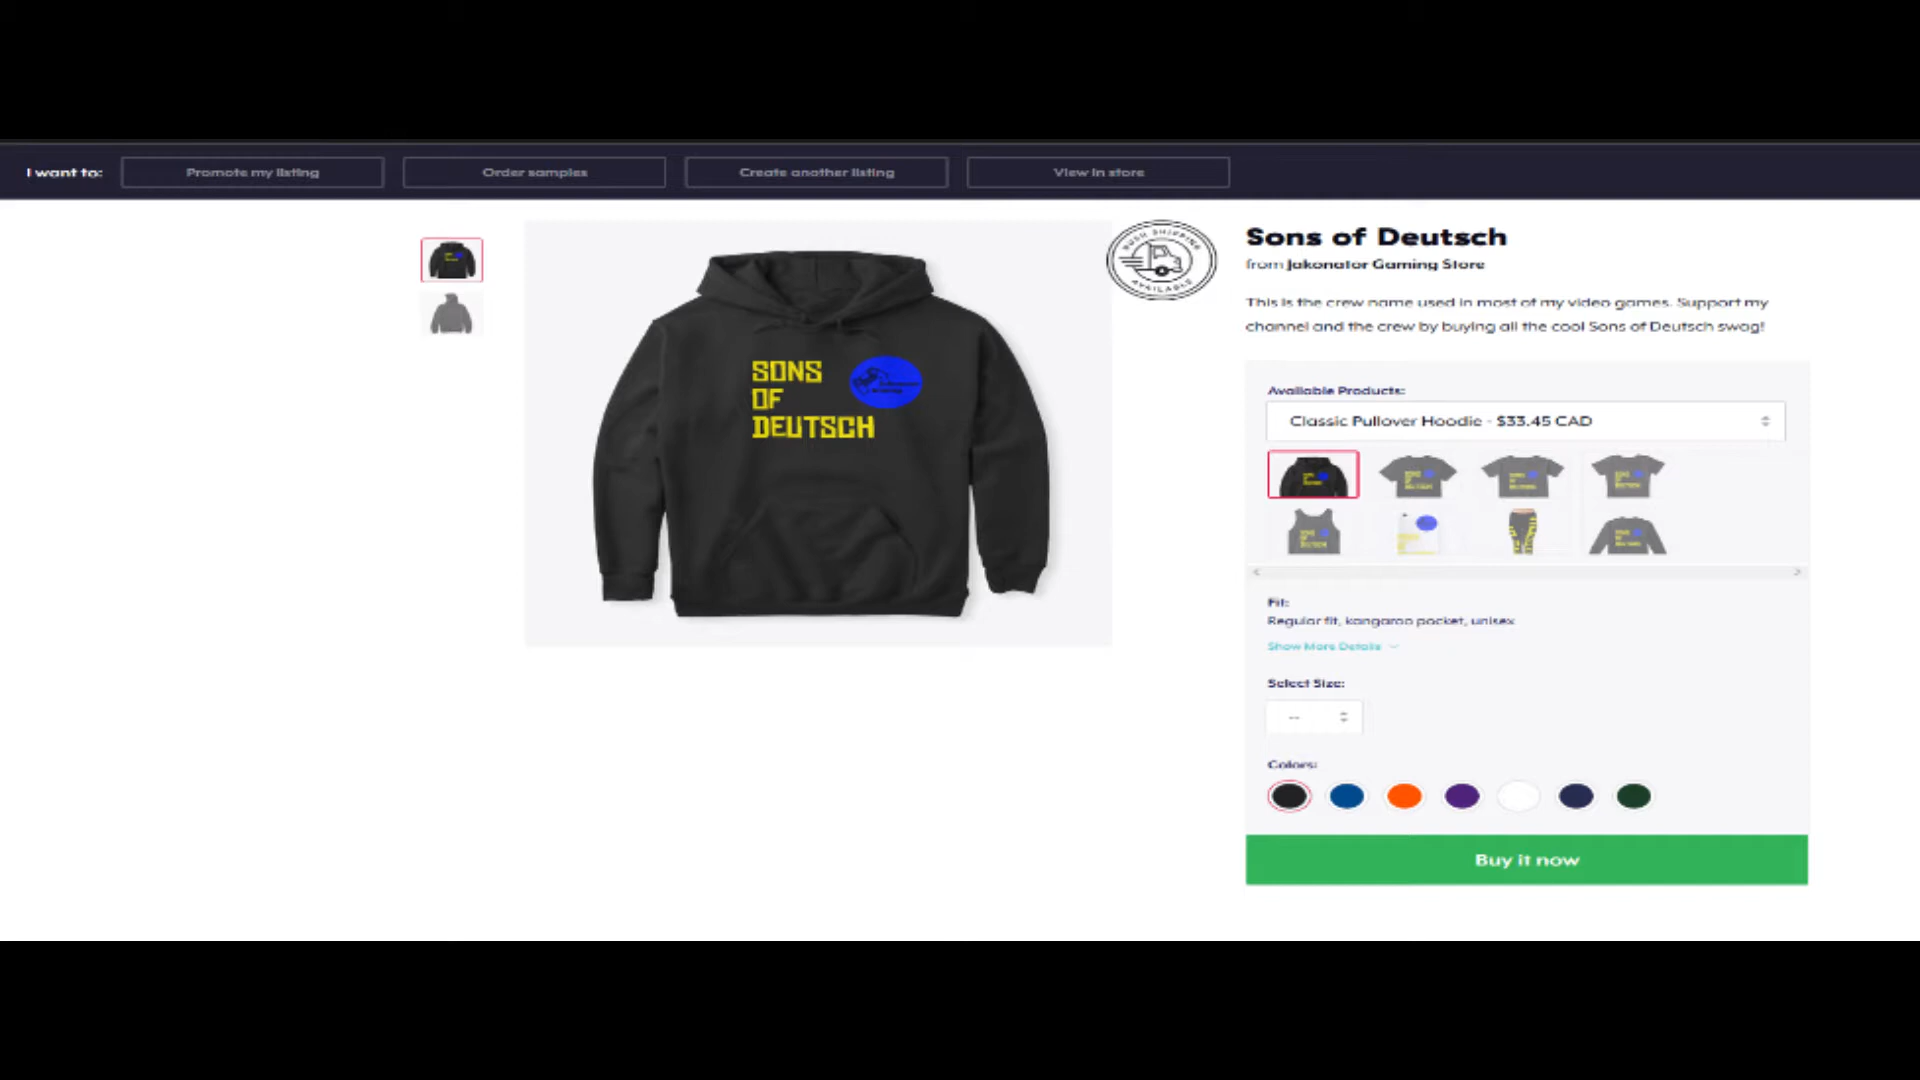 I want to:
Promote my listing
Order samples
Create another listing
View in store
RUSH SHIPPING
AVAILABLE
Sons of Deutsch
from Jakonator Gaming Store
This is the crew name used in most of my video games. Support my
channel and the crew by buying all the cool Sons of Deutsch swag!
SONS
OF
DEUTSCH
Available Products:
Classic Pullover Hoodie - $33.45 CAD
Fit:
Regular fit, kangaroo pocket, unisex
Show More Details
Select Size:
--
Colors:
Buy it now